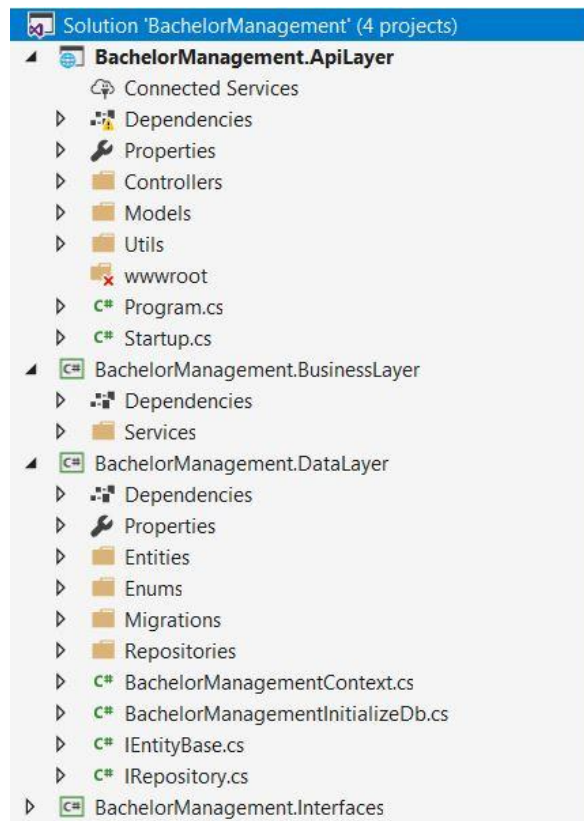 Solution 'BachelorManagement' (4 projects)
BachelorManagement.ApiLayer
Connected Services
Dependencies
Properties
Controllers
Models
Utils
wwwroot
C# Program.cs
C# Startup.cs
C# BachelorManagement.BusinessLayer
Dependencies
Services
C# BachelorManagement.DataLayer
Dependencies
Properties
Entities
Enums
Migrations
Repositories
C# BachelorManagementContext.cs
C# BachelorManagementInitializeDb.cs
C# IEntityBase.cs
C# IRepository.cs
C# BachelorManagement.Interfaces